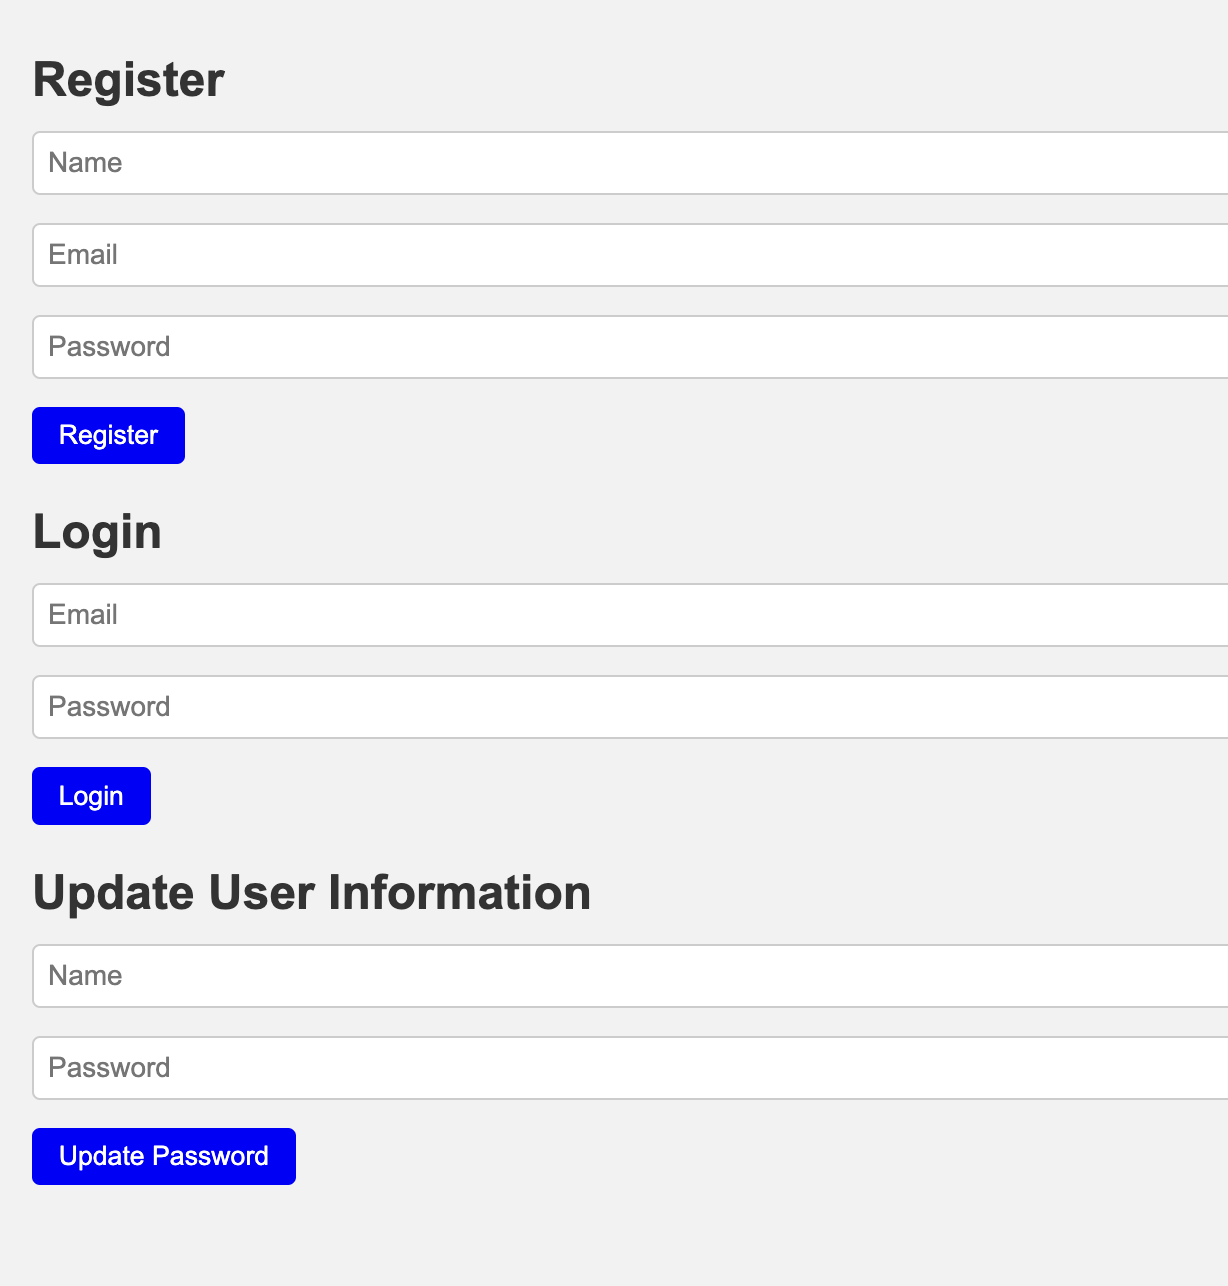 Register
Name
Email
Password
Register
Login
Email
Password
Login
Update User Information
Name
Password
Update Password